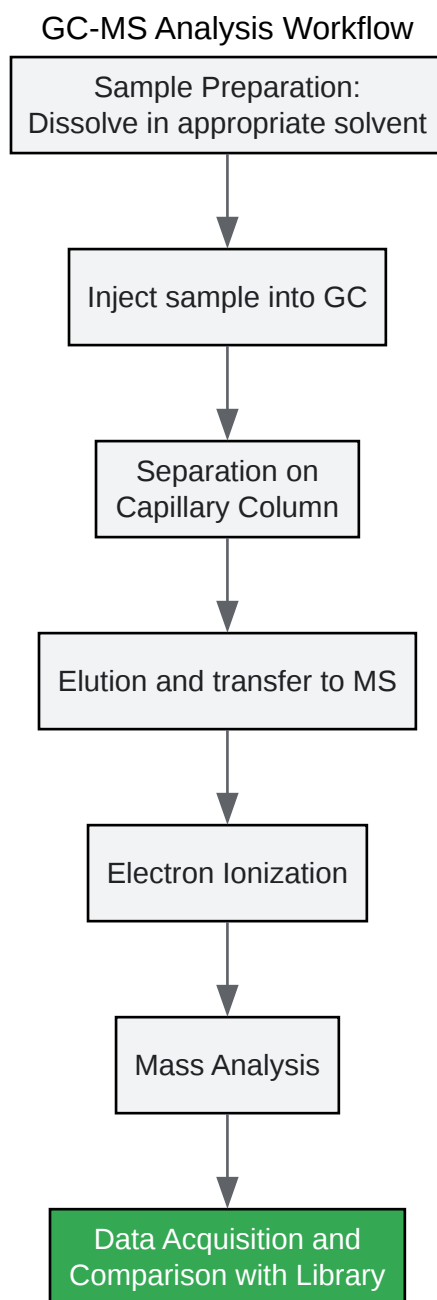 GC-MS Analysis Workflow
Sample Preparation:
Dissolve in appropriate solvent
Inject sample into GC
Separation on
Capillary Column
Elution and transfer to MS
Electron Ionization
Mass Analysis
Data Acquisition and
Comparison with Library